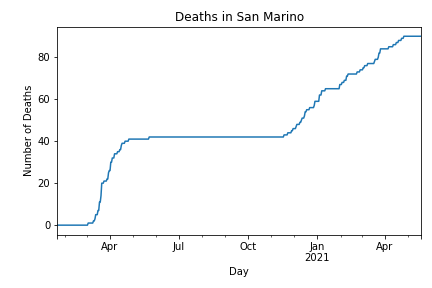 Deaths in San Marino
Number of Deaths
80
60
40
20
0
Apr
Jul
Oct
Jan
2021
Apr
Day